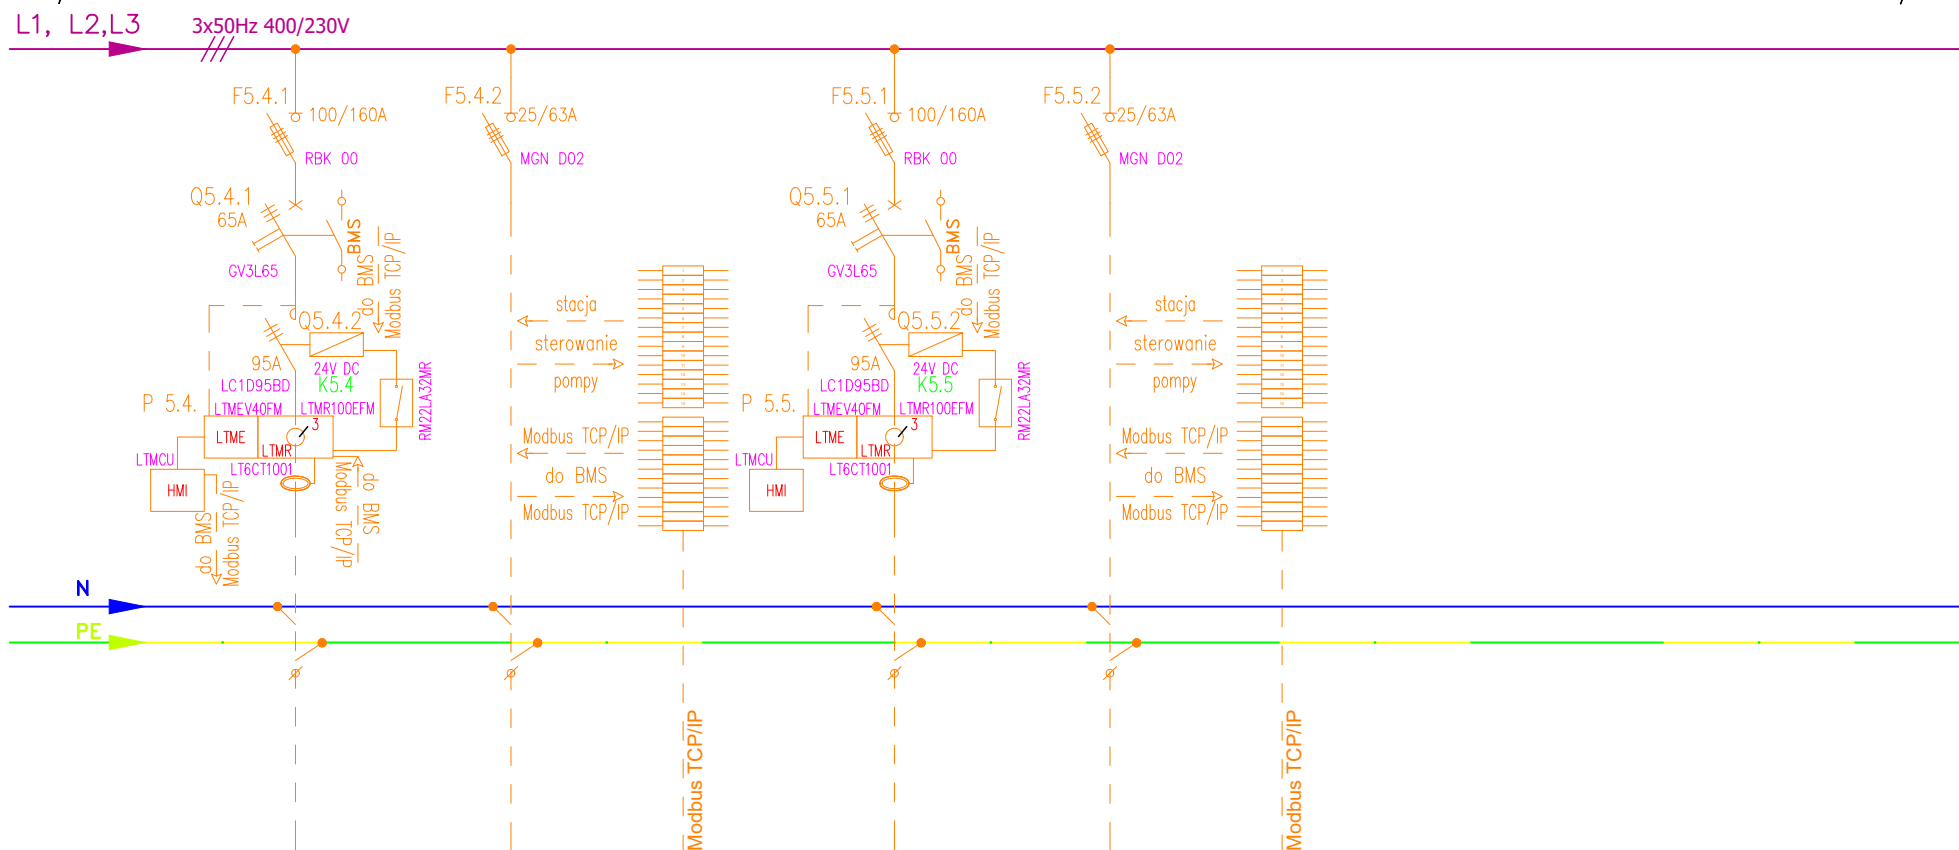 L1, L2,L3
3x50Hz 400/230V
F5.4.1
100/160A
RBK 00
Q5.4.1
65A
GV3L65
BMS
do BMS
Modbus TCP/IP
Q5.4.2
95A
24V DC
LC1D95BD
K5.4
P 5.4.
LTMEV40FM
LTMR100EFM
RM22LA32MR
LTME
3
LTMR
LTMCU
LT6CT1001
HMI
do BMS
Modbus TCP/IP
do BMS
Modbus TCP/IP
F5.4.2
25/63A
MGN D02
stacja
sterowanie
pompy
Modbus TCP/IP
do BMS
Modbus TCP/IP
Modbus TCP/IP
F5.5.1
100/160A
RBK 00
Q5.5.1
65A
GV3L65
BMS
do BMS
Modbus TCP/IP
Q5.5.2
95A
24V DC
LC1D95BD
K5.5
P 5.5.
LTMEV40FM
LTMR100EFM
RM22LA32MR
LTME
3
LTMR
LTMCU
LT6CT1001
HMI
F5.5.2
25/63A
MGN D02
stacja
sterowanie
pompy
Modbus TCP/IP
do BMS
Modbus TCP/IP
Modbus TCP/IP
N
PE